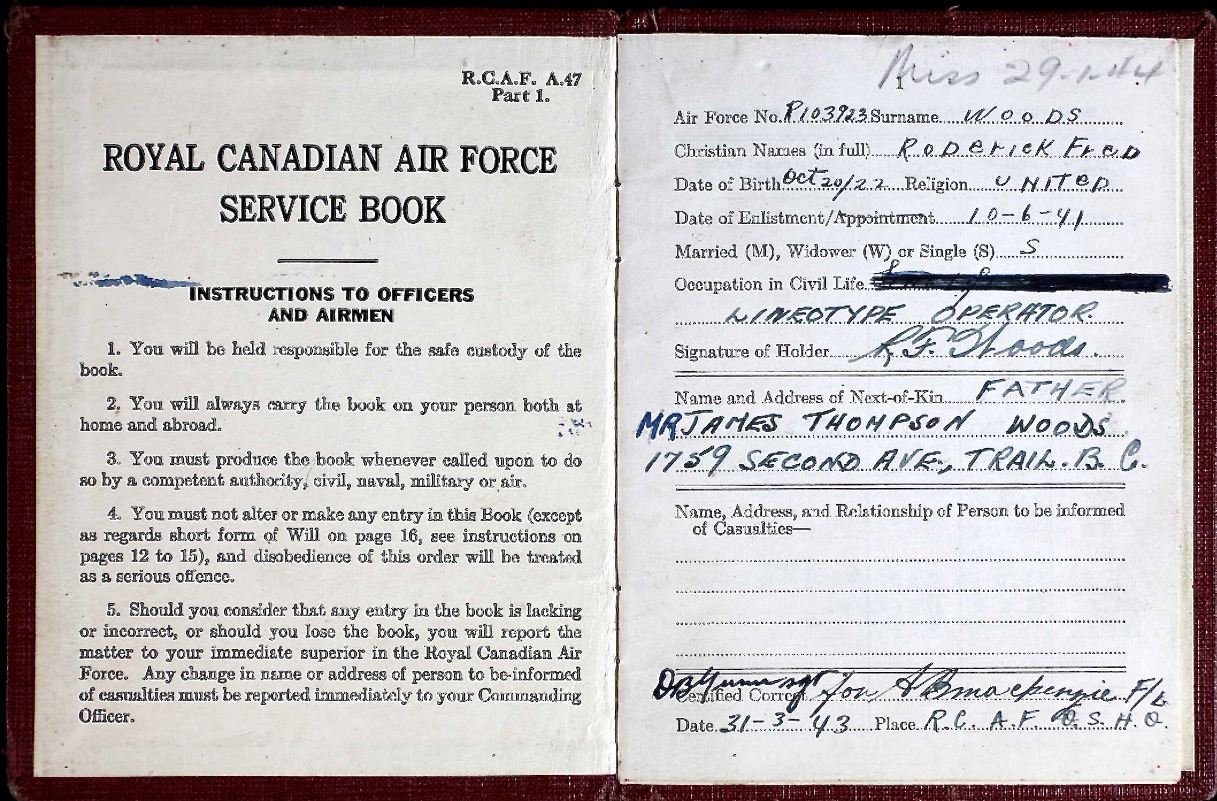 R.C.A.F. A.47
Part 1.
ROYAL CANADIAN AIR FORCE
SERVICE BOOK
INSTRUCTIONS TO OFFICERS
AND AIRMEN
1. You will be held responsible for the safe custody of the
book.
2. You will always carry the book on your person both at
home and abroad.
3. You must produce the book whenever called upon to do
so by a competent authority, civil, naval, military or air.
4. You must not alter or make any entry in this Book (except
as regards short form of Will on page 16, see instructions on
pages 12 to 15), and disobedience of this order will be treated
as a serious offence.
5. Should you consider that any entry in the book is lacking
or incorrect, or should you lose the book, you will report the
matter to your immediate superior in the Royal Canadian Air
Force. Any change in name or address of person to be informed
of casualties must be reported immediately to your Commanding
Officer.
Miss 29-1-44
1
Air Force No. R103923 Surname WOODS
Christian Names (in full) RODERICK FRED
Date of Birth Oct 20/22 Religion UNITED
Date of Enlistment/Appointment 10-6-41
Married (M), Widower (W) or Single (S) S
Occupation in Civil Life
LINEOTYPE OPERATOR
Signature of Holder R.F. Woods.
Name and Address of Next-of-Kin FATHER
MR JAMES THOMPSON WOODS
1759 SECOND AVE., TRAIL. B.C.
Name, Address, and Relationship of Person to be informed
of Casualties—
Certified Correct for Mackenzie F/L
Date 31-3-43 Place R.C.A.F. O.S.H.Q.